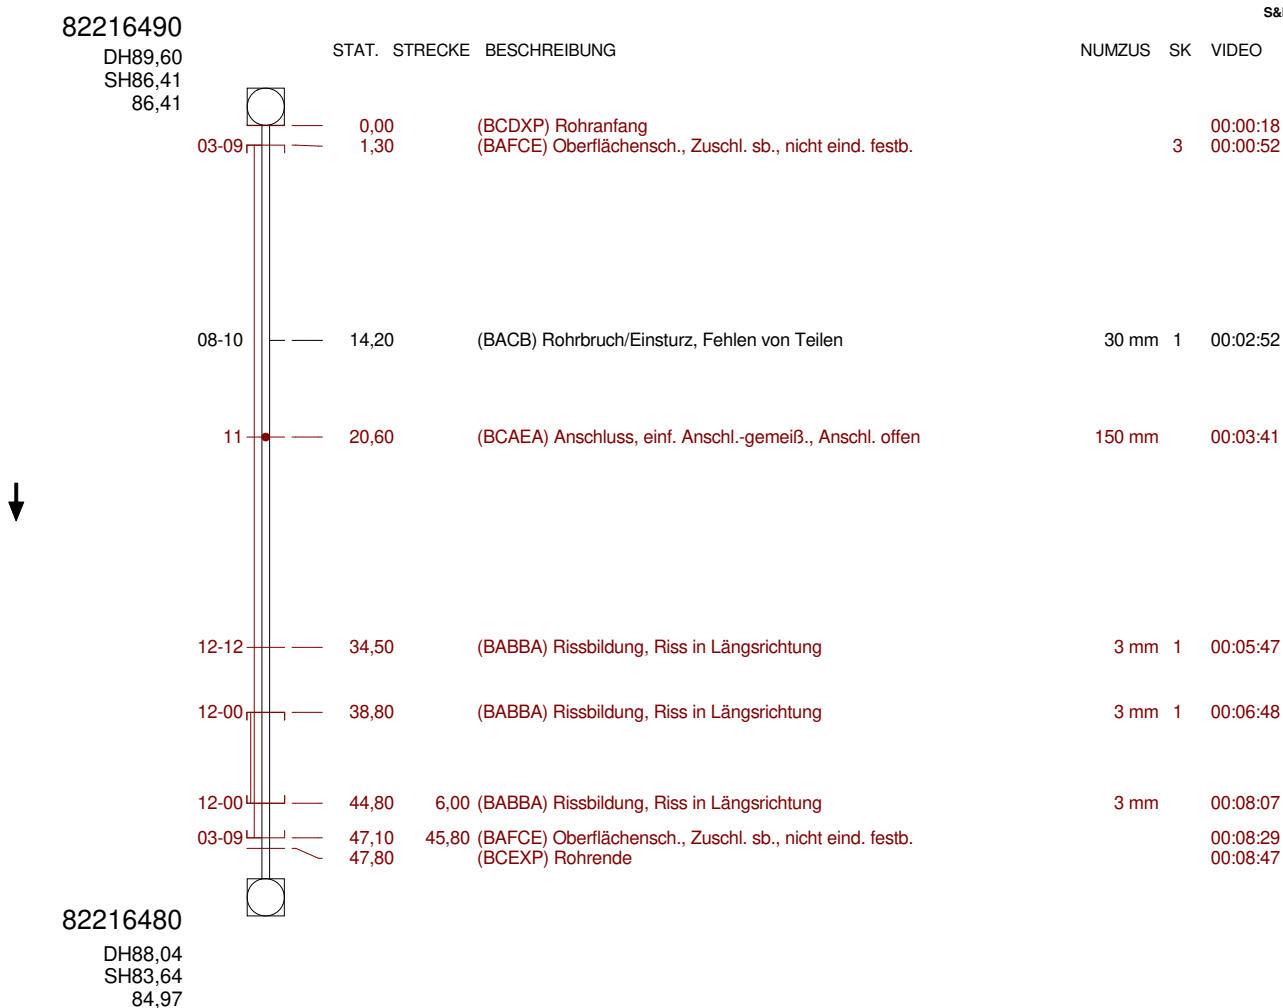 S&
82216490
DH89,60
SH86,41
86,41
STAT. STRECKE BESCHREIBUNG NUMZUS SK VIDEO
0,00 (BCDXP) Rohranfang 00:00:18
03-09 1,30 (BAFCE) Oberflächensch., Zuschl. sb., nicht eind. festb. 3 00:00:52
08-10 14,20 (BACB) Rohrbruch/Einsturz, Fehlen von Teilen 30 mm 1 00:02:52
11 20,60 (BCAEA) Anschluss, einf. Anschl.-gemeiß., Anschl. offen 150 mm 00:03:41
12-12 34,50 (BABBA) Rissbildung, Riss in Längsrichtung 3 mm 1 00:05:47
12-00 38,80 (BABBA) Rissbildung, Riss in Längsrichtung 3 mm 1 00:06:48
12-00 44,80 6,00 (BABBA) Rissbildung, Riss in Längsrichtung 3 mm 00:08:07
03-09 47,10 45,80 (BAFCE) Oberflächensch., Zuschl. sb., nicht eind. festb. 00:08:29
47,80 (BCEXP) Rohrende 00:08:47
82216480
DH88,04
SH83,64
84,97